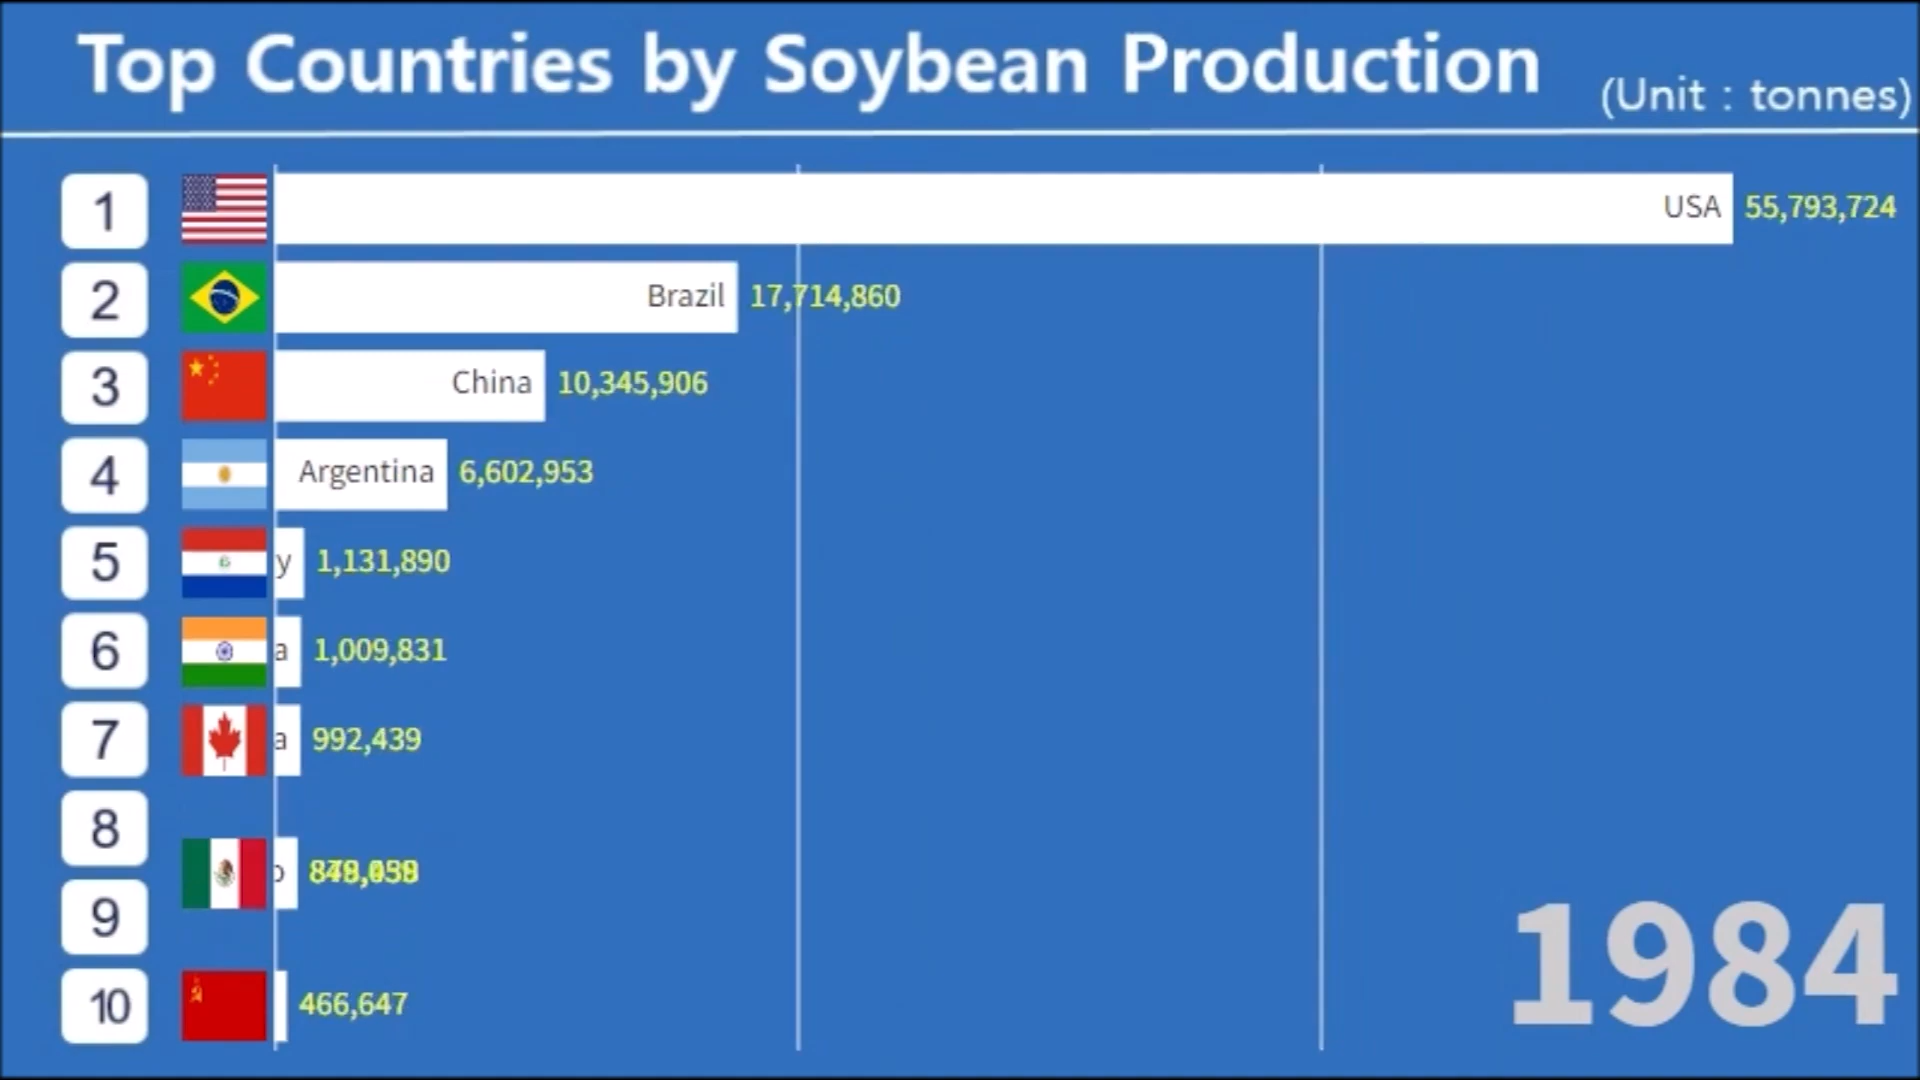 Top Countries by Soybean Production (Unit : tonnes)
1 USA 55,793,724
2 Brazil 17,714,860
3 China 10,345,906
4 Argentina 6,602,953
5 y 1,131,890
6 a 1,009,831
7 a 992,439
8
o
9
10 466,647
1984